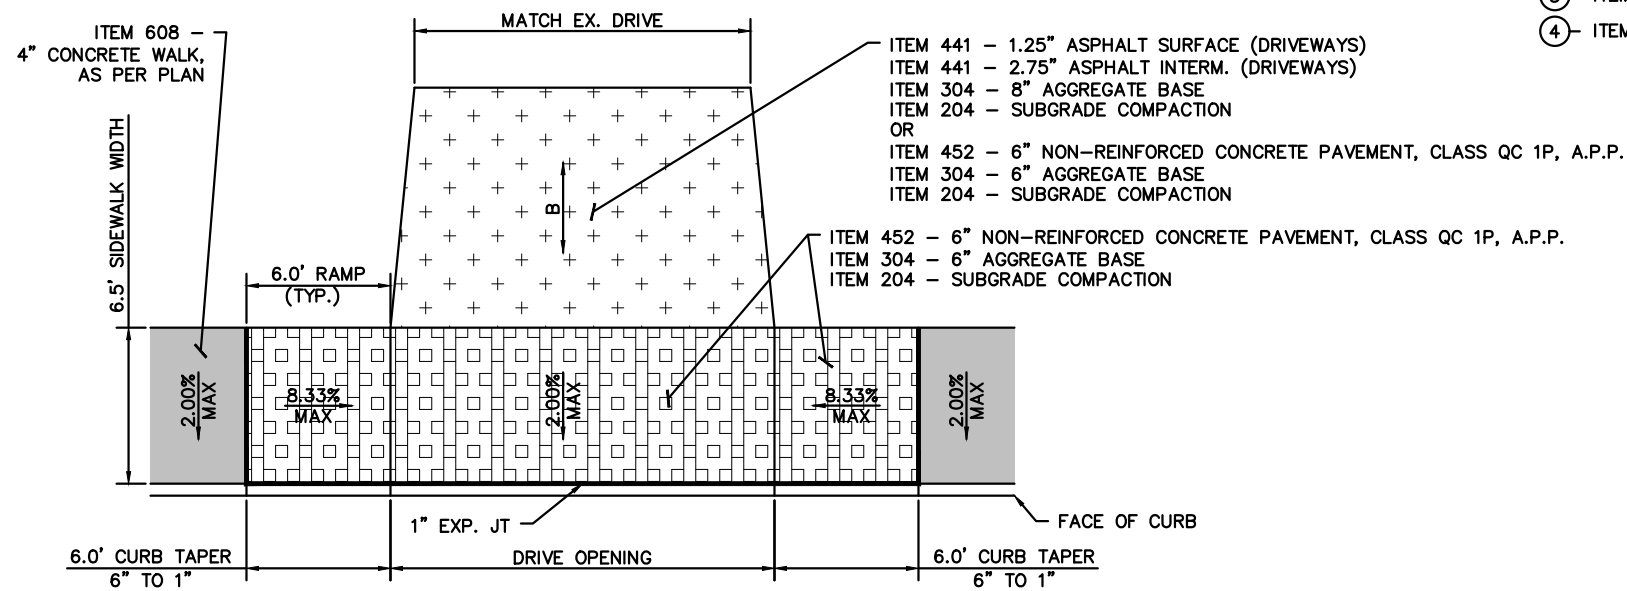 MATCH EX. DRIVE
ITEM 608 –
4" CONCRETE WALK,
AS PER PLAN
ITEM 441 – 1.25" ASPHALT SURFACE (DRIVEWAYS)
ITEM 441 – 2.75" ASPHALT INTERM. (DRIVEWAYS)
ITEM 304 – 8" AGGREGATE BASE
ITEM 204 – SUBGRADE COMPACTION
OR
ITEM 452 – 6" NON–REINFORCED CONCRETE PAVEMENT, CLASS QC 1P, A.P.P.
ITEM 304 – 6" AGGREGATE BASE
ITEM 204 – SUBGRADE COMPACTION
4 – ITEM
6.5' SIDEWALK WIDTH
B
6.0' RAMP
(TYP.)
ITEM 452 – 6" NON–REINFORCED CONCRETE PAVEMENT, CLASS QC 1P, A.P.P.
ITEM 304 – 6" AGGREGATE BASE
ITEM 204 – SUBGRADE COMPACTION
2.00%
MAX
8.33%
MAX
2.00%
MAX
8.33%
MAX
2.00%
MAX
1" EXP. JT
FACE OF CURB
6.0' CURB TAPER
6" TO 1"
DRIVE OPENING
6.0' CURB TAPER
6" TO 1"